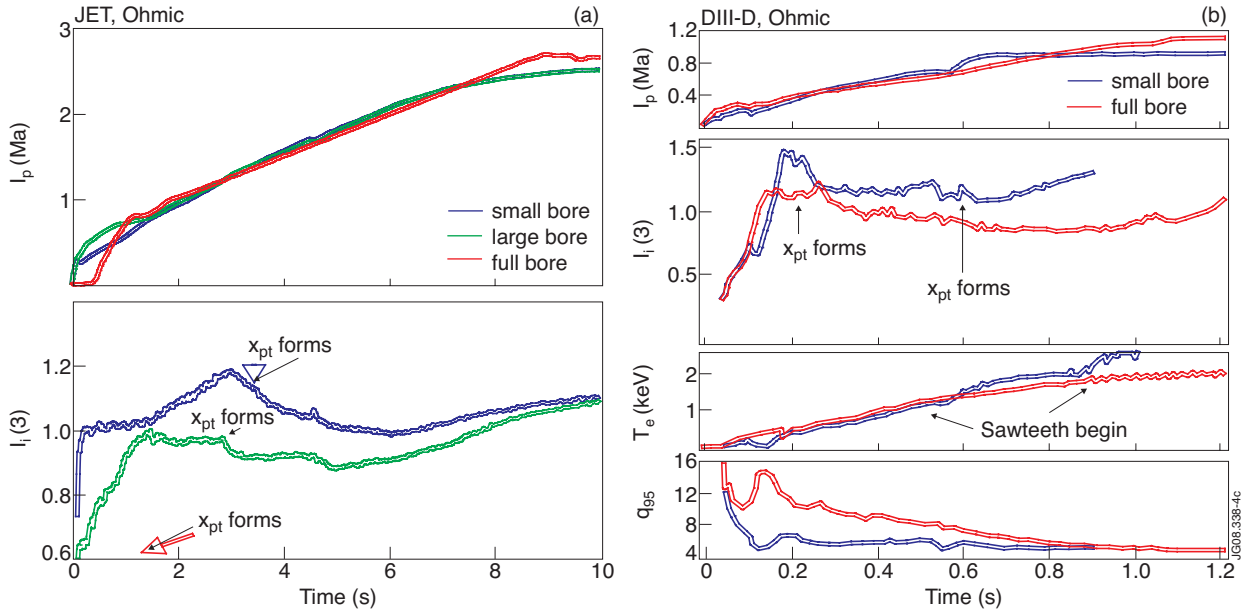 JET, Ohmic (a)
3
2
1
I_p (Ma)
small bore
large bore
full bore
1.2
1.0
0.8
0.6
l_i (3)
x_pt forms
x_pt forms
x_pt forms
0 2 4 6 8 10
Time (s)
DIII-D, Ohmic (b)
1.2
0.8
0.4
I_p (Ma)
small bore
full bore
1.5
1.0
0.5
l_i (3)
x_pt forms
x_pt forms
2
1
T_e (keV)
Sawteeth begin
16
12
8
4
q_95
0 0.2 0.4 0.6 0.8 1.0 1.2
Time (s)
JG08.338-4c